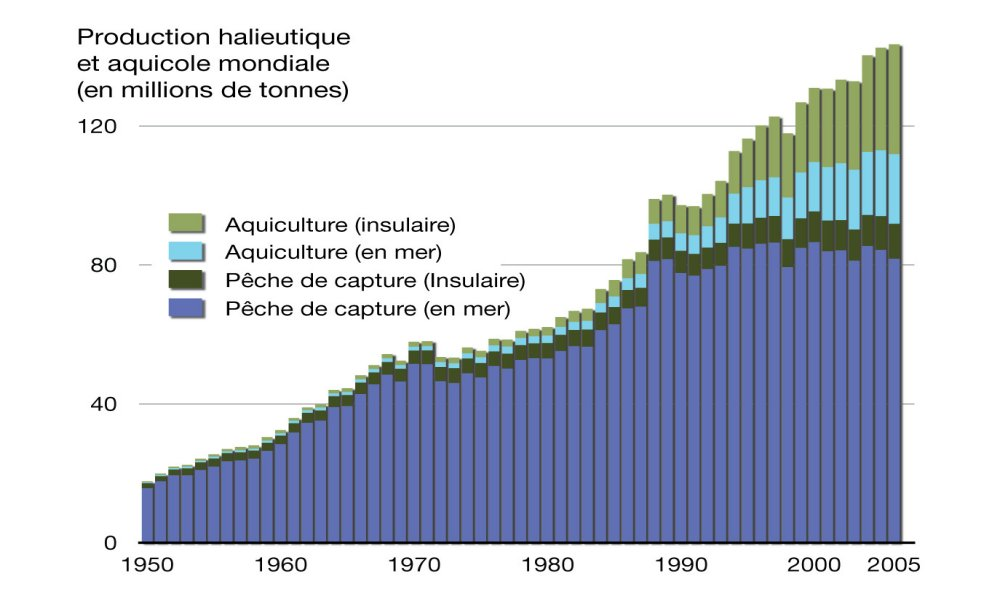 Production halieutique
et aquicole mondiale
(en millions de tonnes)
120
Aquiculture (insulaire)
Aquiculture (en mer)
80
Pêche de capture (Insulaire)
Pêche de capture (en mer)
40
0
1950 1960 1970 1980 1990 2000 2005